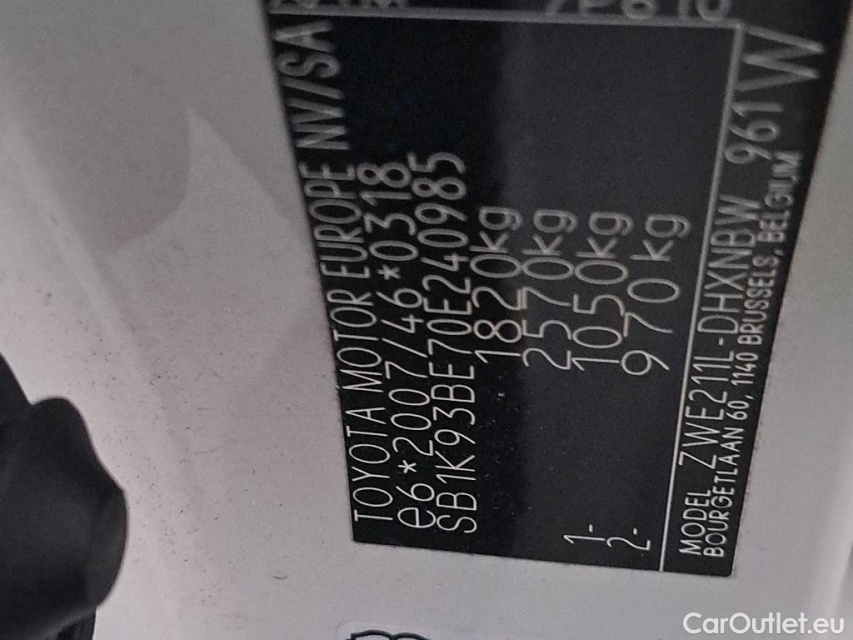 TOYOTA MOTOR EUROPE NV/SA
e6*2007/46*0318
SB1K93BE70E240985
1820kg
2570kg
1- 1050kg
2- 970kg
MODEL ZWE211L-DHXNBW 961W
BOURGETLAAN 60, 1140 BRUSSELS, BELGIUM
CarOutlet.eu